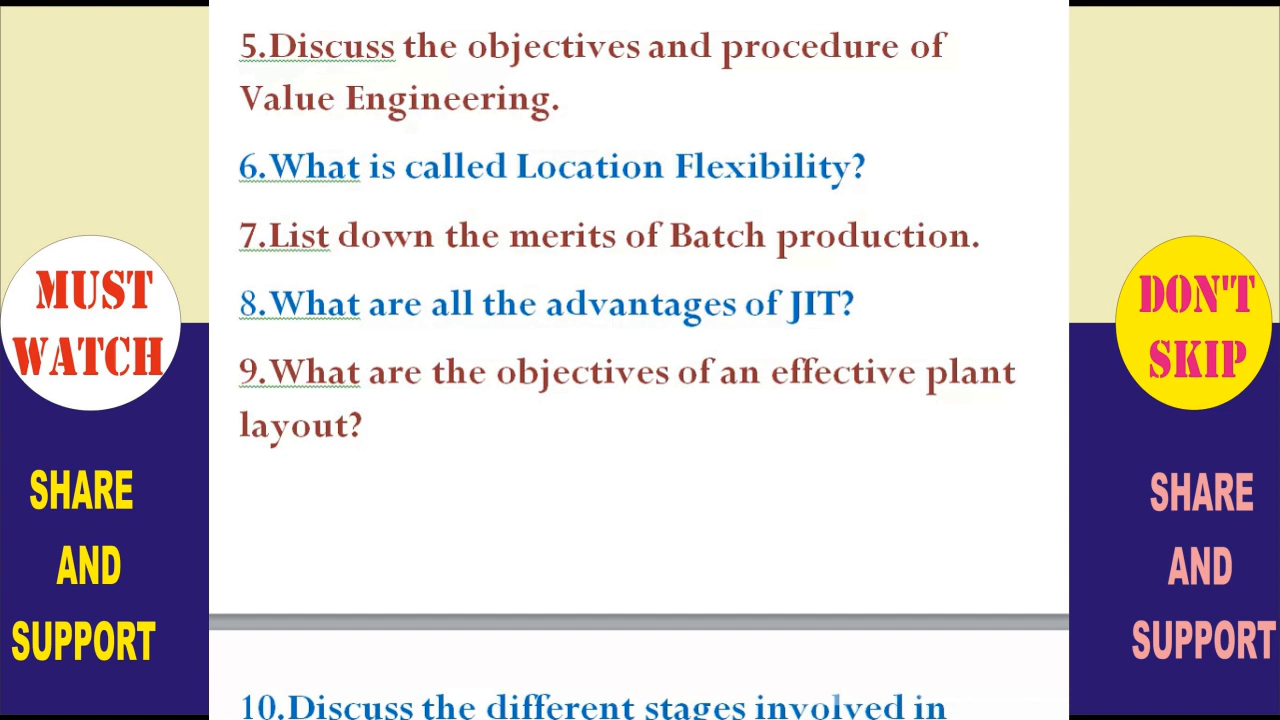 5.Discuss the objectives and procedure of
Value Engineering.
6.What is called Location Flexibility?
7.List down the merits of Batch production.
8.What are all the advantages of JIT?
9.What are the objectives of an effective plant
layout?
10.Discuss the different stages involved in
MUST
WATCH
SHARE
AND
SUPPORT
DON'T
SKIP
SHARE
AND
SUPPORT